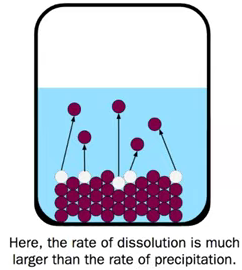 Here, the rate of dissolution is much
larger than the rate of precipitation.